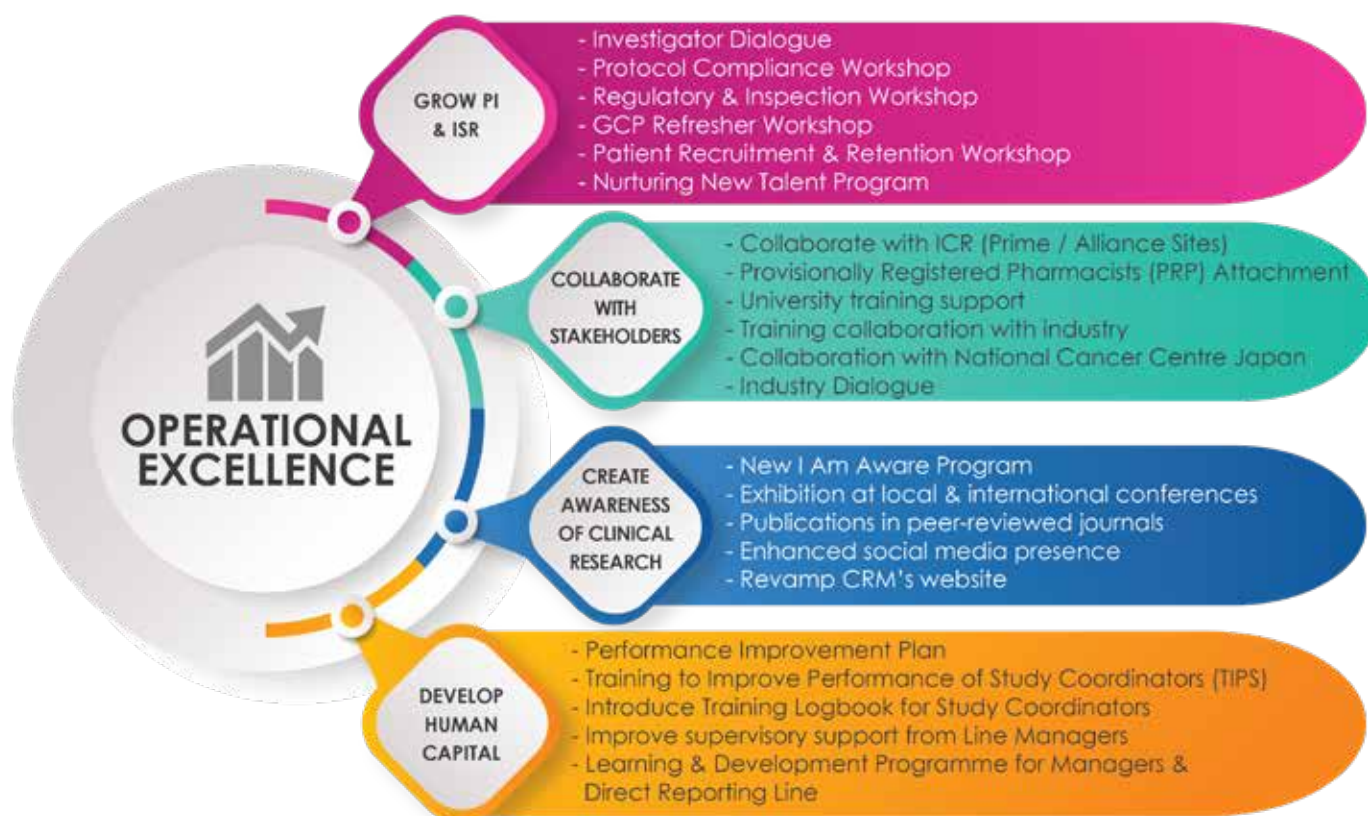 OPERATIONAL
EXCELLENCE
GROW PI
& ISR
- Investigator Dialogue
- Protocol Compliance Workshop
- Regulatory & Inspection Workshop
- GCP Refresher Workshop
- Patient Recruitment & Retention Workshop
- Nurturing New Talent Program
COLLABORATE
WITH
STAKEHOLDERS
- Collaborate with ICR (Prime / Alliance Sites)
- Provisionally Registered Pharmacists (PRP) Attachment
- University training support
- Training collaboration with industry
- Collaboration with National Cancer Centre Japan
- Industry Dialogue
CREATE
AWARENESS
OF CLINICAL
RESEARCH
- New I Am Aware Program
- Exhibition at local & international conferences
- Publications in peer-reviewed journals
- Enhanced social media presence
- Revamp CRM's website
DEVELOP
HUMAN
CAPITAL
- Performance Improvement Plan
- Training to Improve Performance of Study Coordinators (TIPS)
- Introduce Training Logbook for Study Coordinators
- Improve supervisory support from Line Managers
- Learning & Development Programme for Managers &
Direct Reporting Line